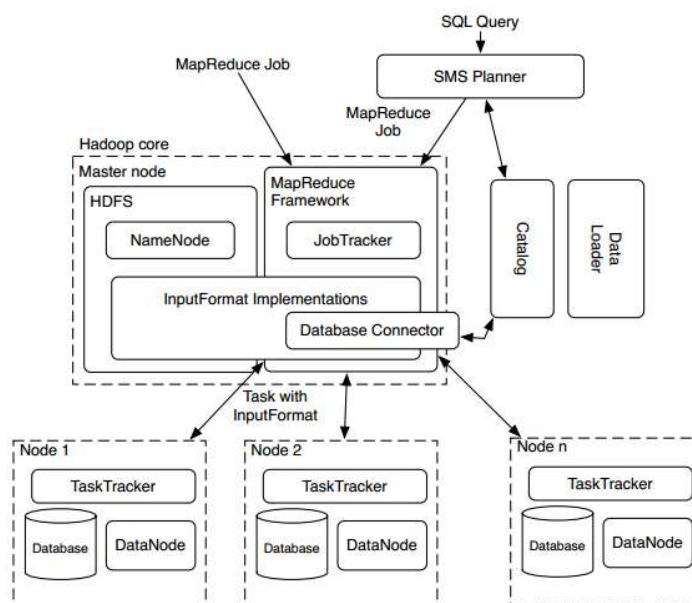 SQL Query
SMS Planner
MapReduce Job
MapReduce
Job
Hadoop core
Master node
HDFS
NameNode
MapReduce
Framework
JobTracker
InputFormat Implementations
Database Connector
Catalog
Data
Loader
Task with
InputFormat
Node 1
TaskTracker
Database
DataNode
Node 2
TaskTracker
Database
DataNode
Node n
TaskTracker
Database
DataNode